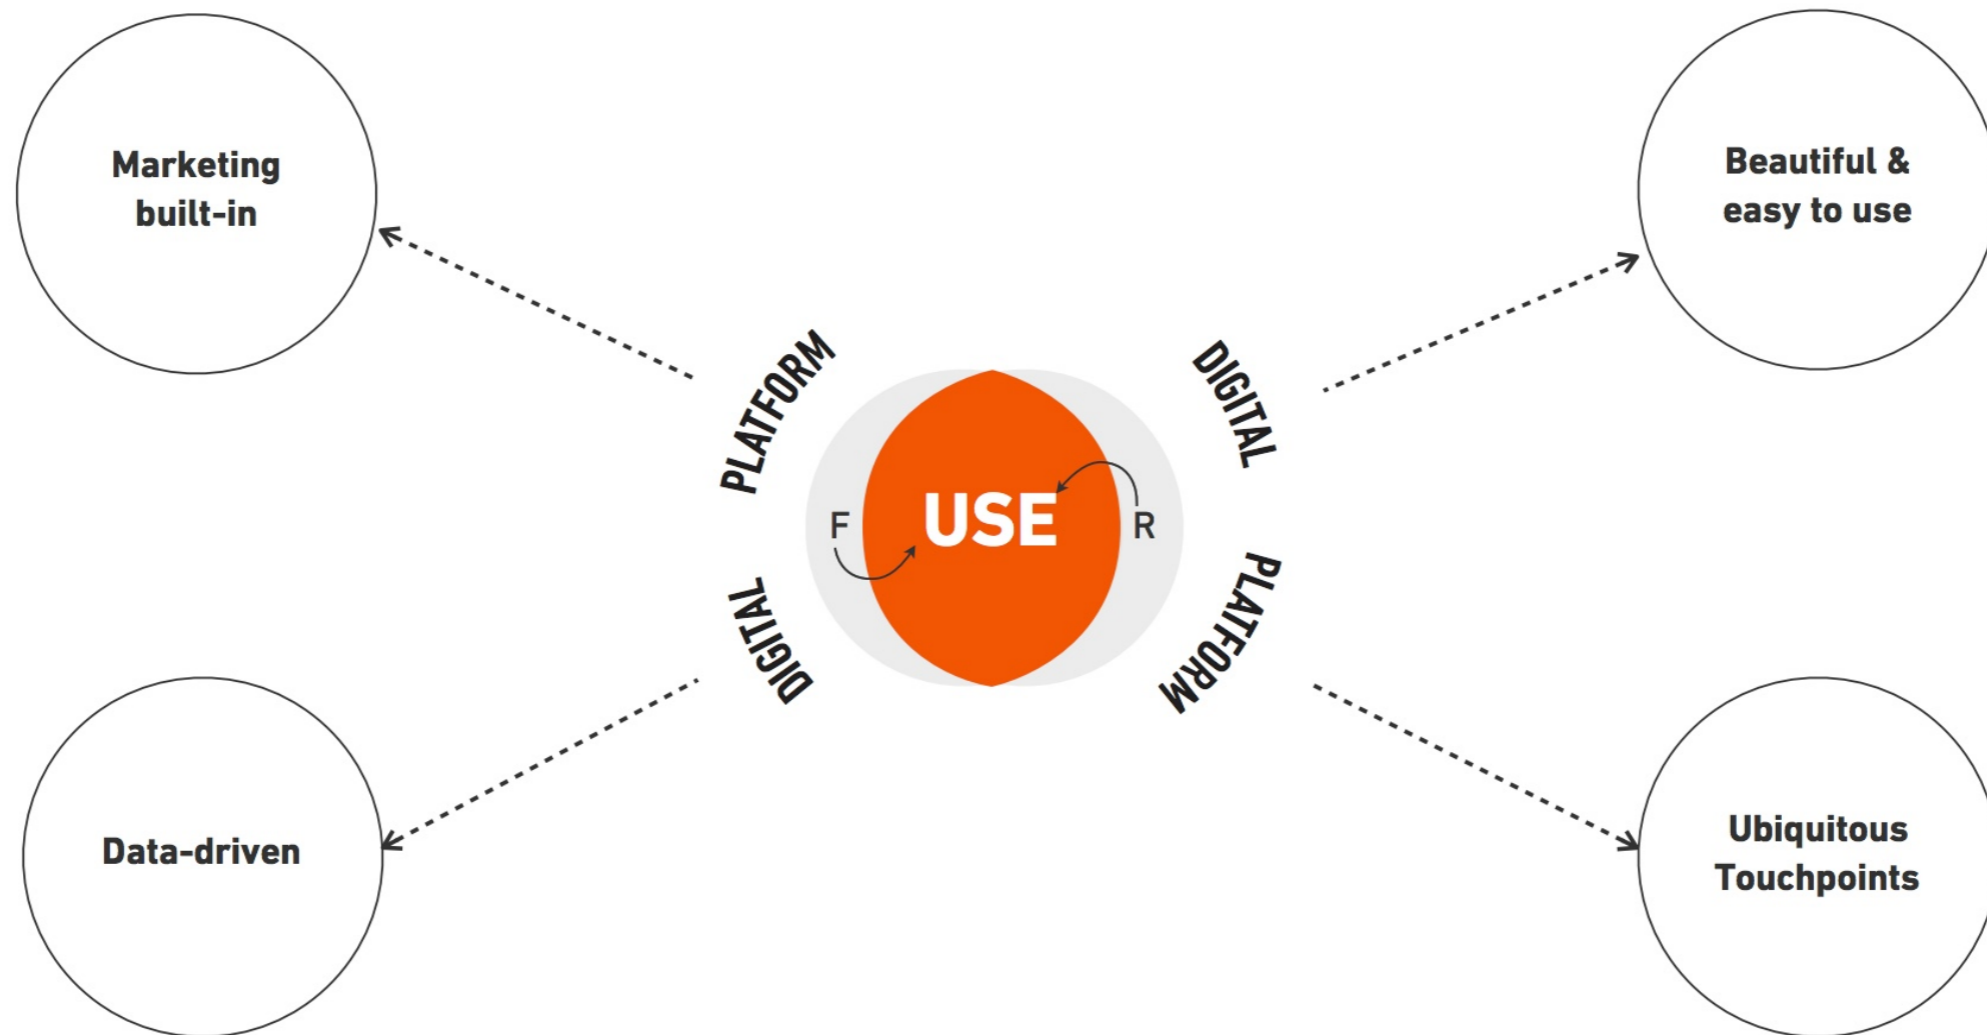 Marketing
built-in
Beautiful &
easy to use
PLATFORM
DIGITAL
F
USE
R
DIGITAL
PLATFORM
Data-driven
Ubiquitous
Touchpoints